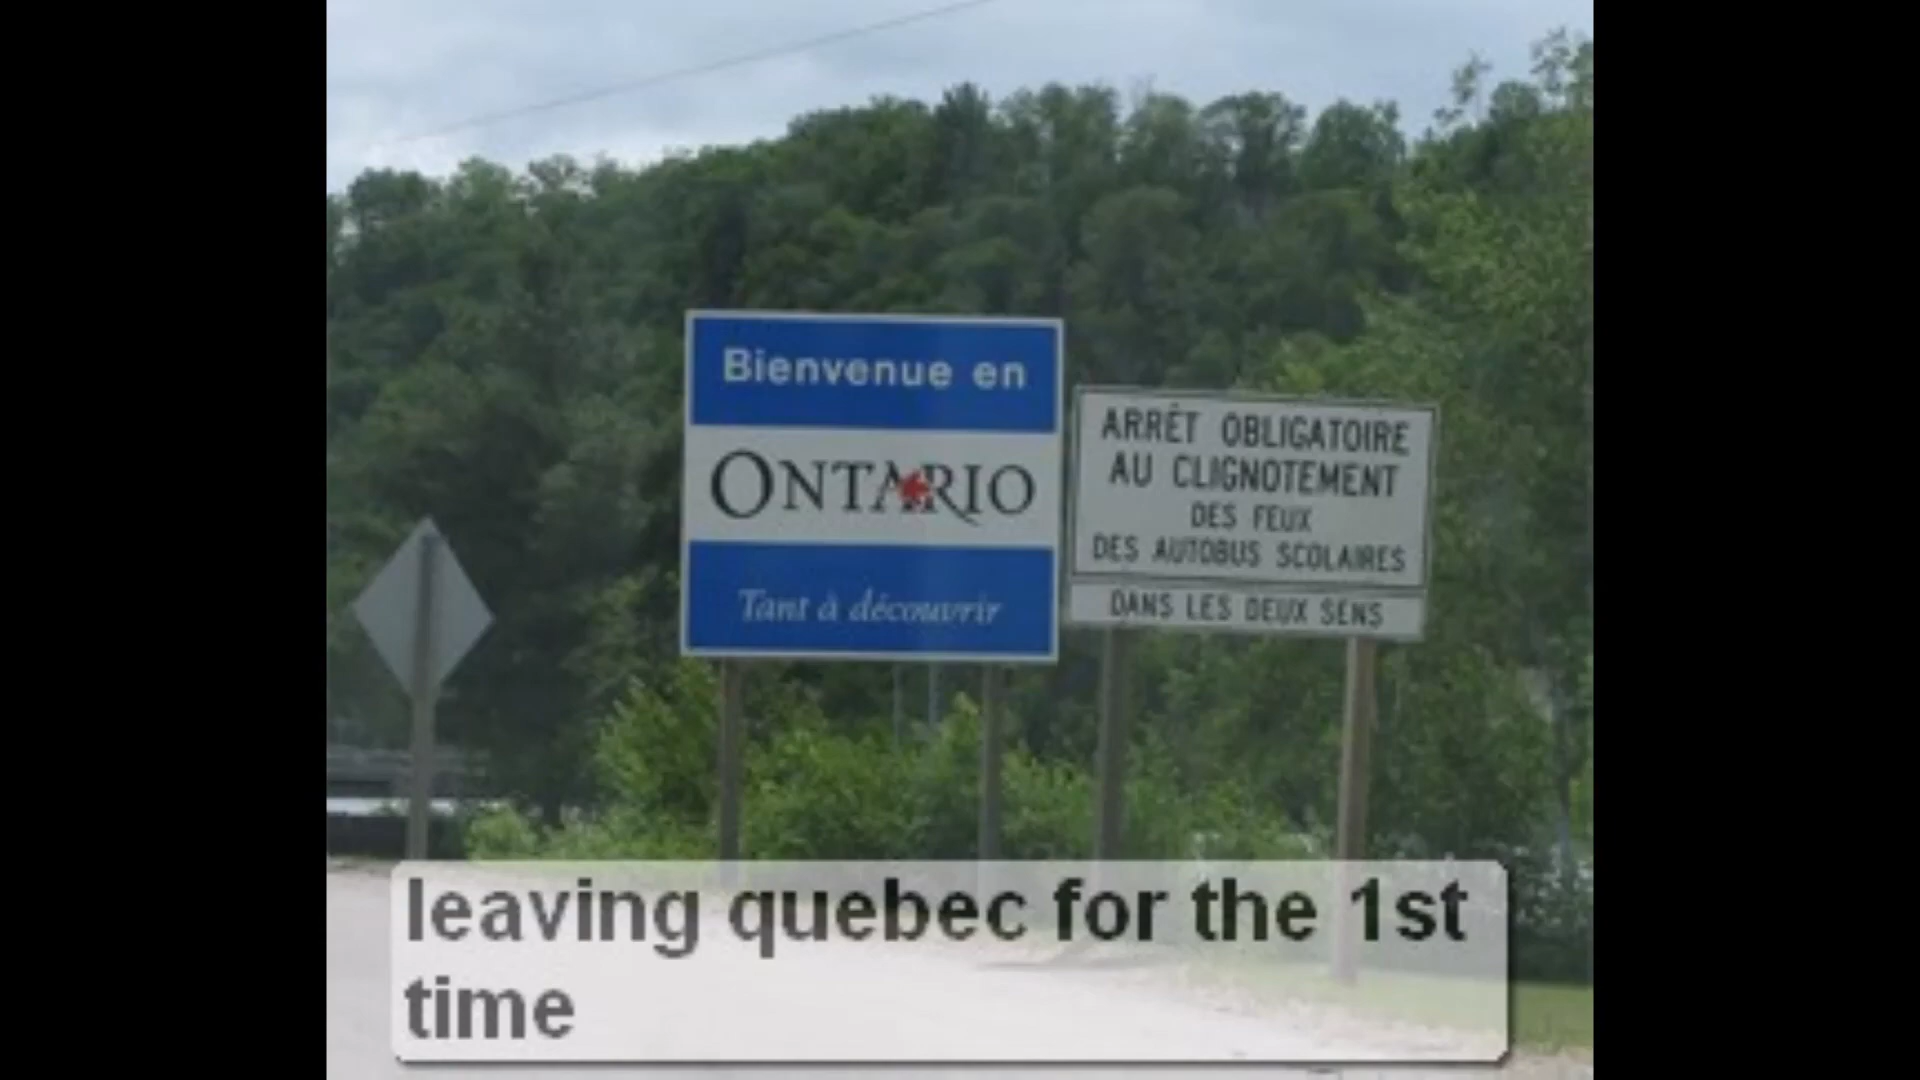 Bienvenue en
ONTARIO
Tant à découvrir
ARRÊT OBLIGATOIRE
AU CLIGNOTEMENT
DES FEUX
DES AUTOBUS SCOLAIRES
DANS LES DEUX SENS
leaving quebec for the 1st
time